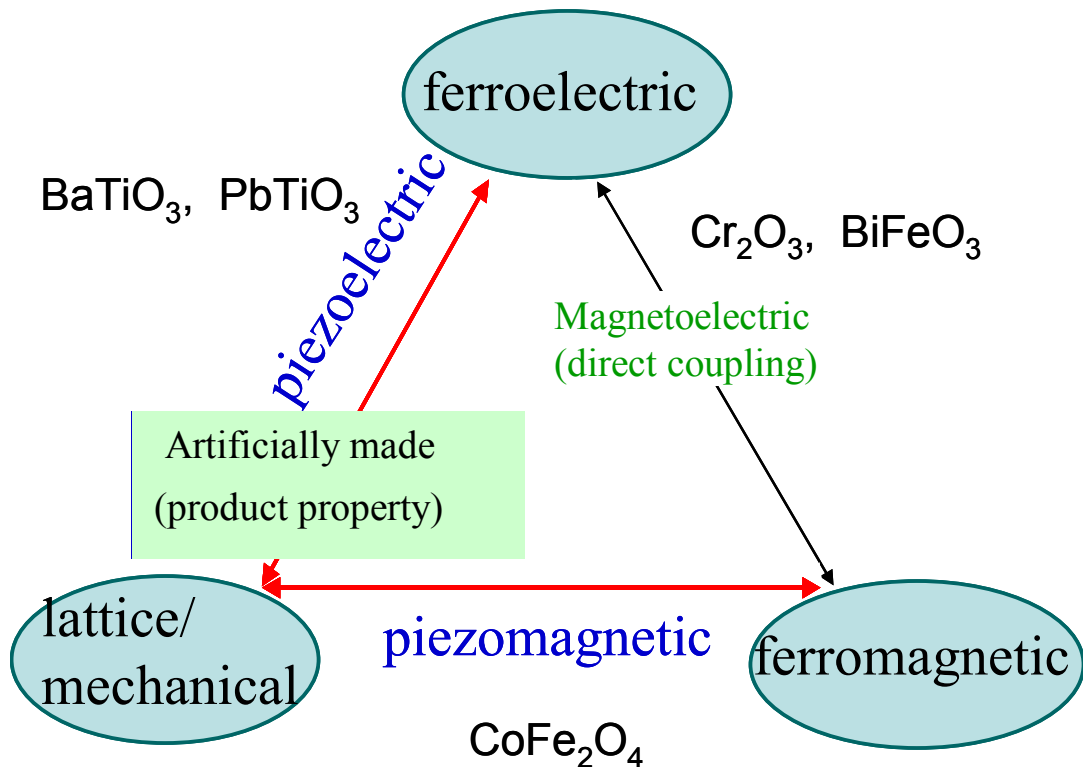 ferroelectric
BaTiO₃, PbTiO₃
piezoelectric
Cr₂O₃, BiFeO₃
Magnetoelectric
(direct coupling)
Artificially made
(product property)
lattice/
mechanical
piezomagnetic
ferromagnetic
CoFe₂O₄